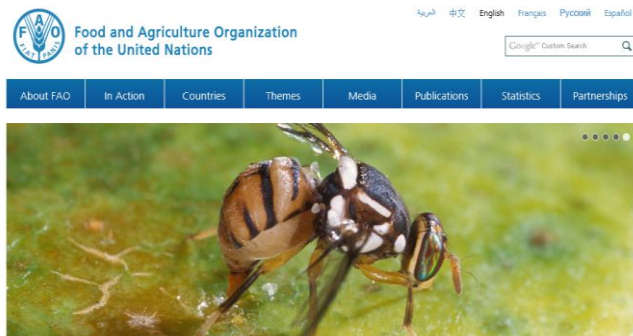 العربية 中文 English Français Русский Español
FAO
FIAT PANIS
Food and Agriculture Organization
of the United Nations
Google™ Custom Search
About FAO In Action Countries Themes Media Publications Statistics Partnerships